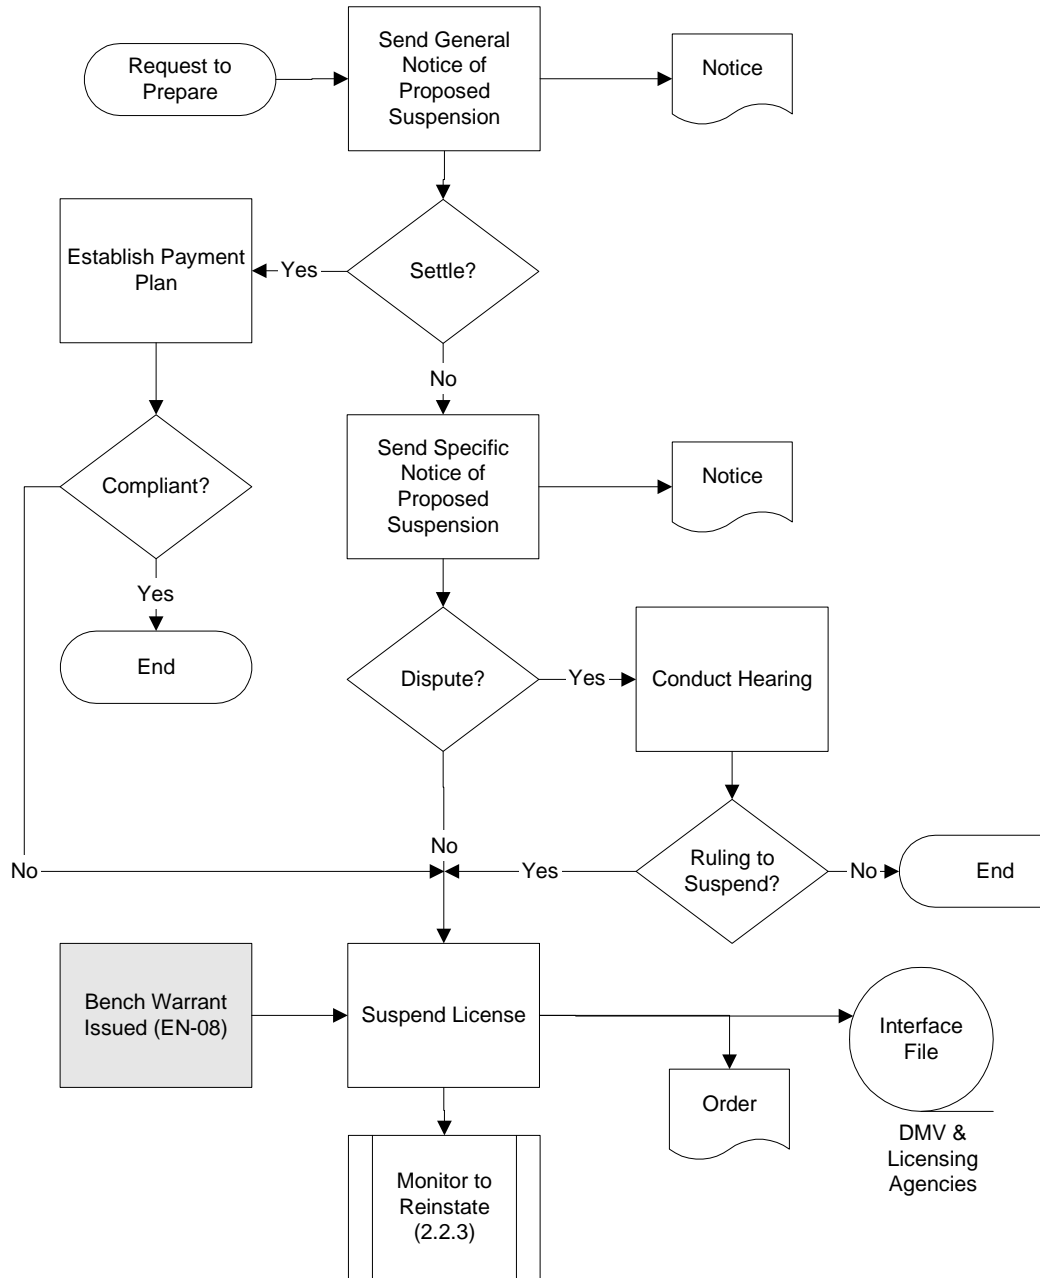 Request to
Prepare
Send General
Notice of
Proposed
Suspension
Notice
Establish Payment
Plan
Yes
Settle?
No
Compliant?
Send Specific
Notice of
Proposed
Suspension
Notice
Yes
End
Dispute?
Yes
Conduct Hearing
No
No
Yes
Ruling to
Suspend?
No
End
Bench Warrant
Issued (EN-08)
Suspend License
Interface
File
Order
DMV &
Licensing
Agencies
Monitor to
Reinstate
(2.2.3)